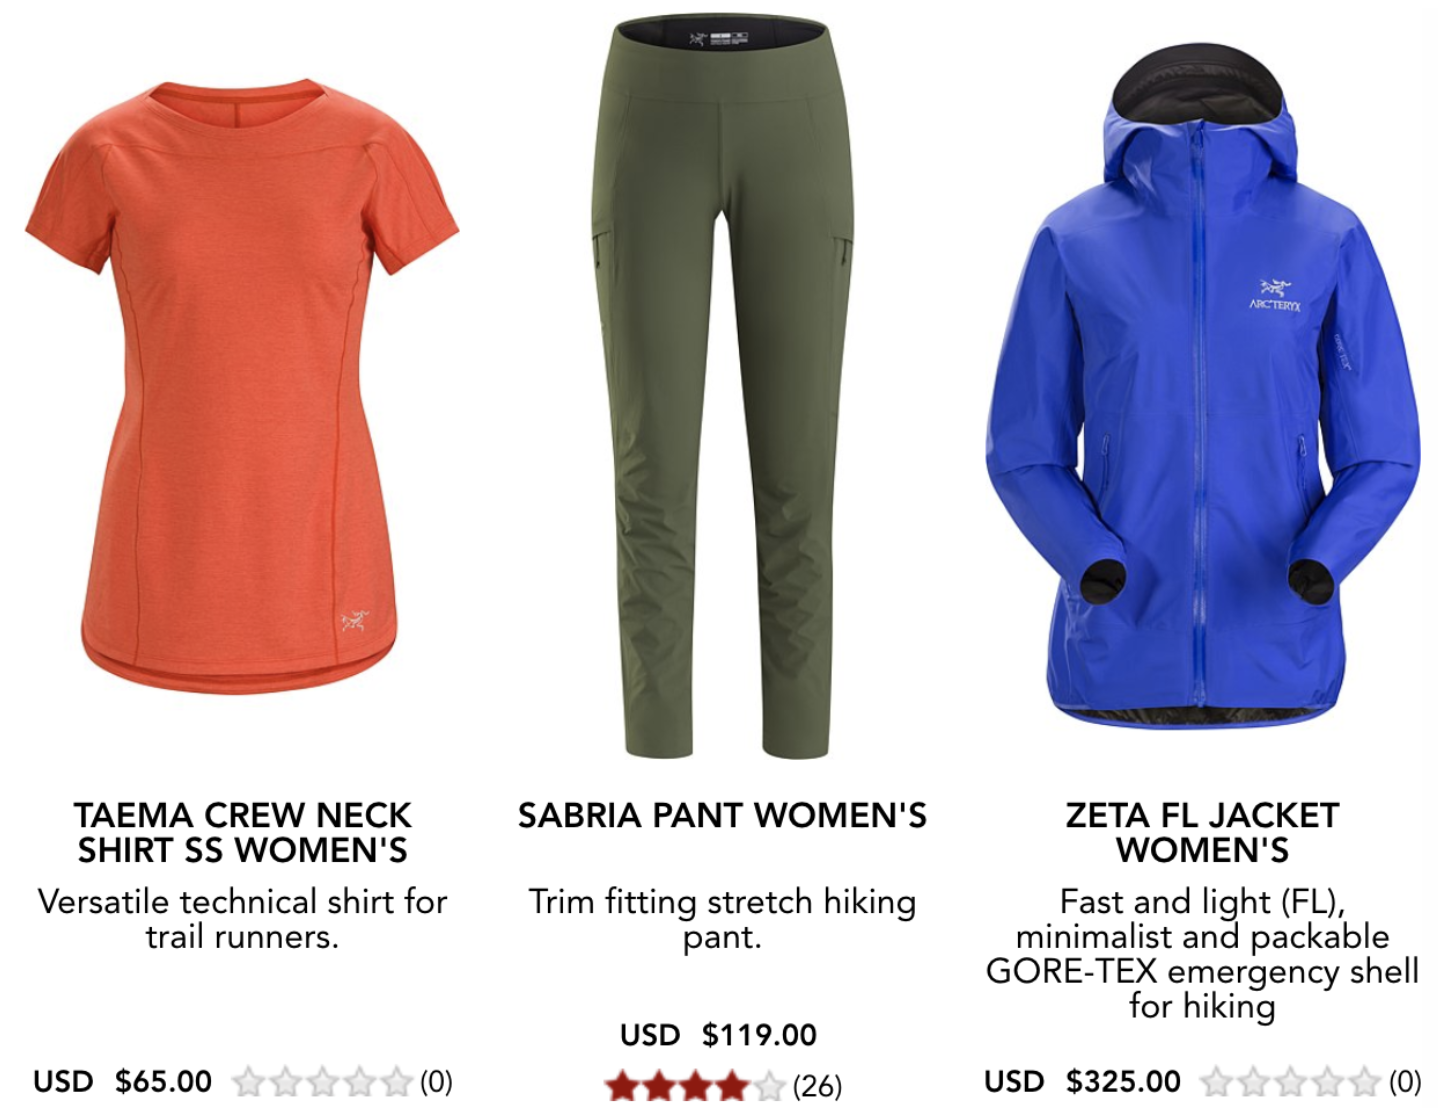 ARC'TERYX
GORE-TEX
TAEMA CREW NECK
SHIRT SS WOMEN'S
Versatile technical shirt for
trail runners.
USD $65.00 (0)
SABRIA PANT WOMEN'S
Trim fitting stretch hiking
pant.
USD $119.00
(26)
ZETA FL JACKET
WOMEN'S
Fast and light (FL),
minimalist and packable
GORE-TEX emergency shell
for hiking
USD $325.00 (0)